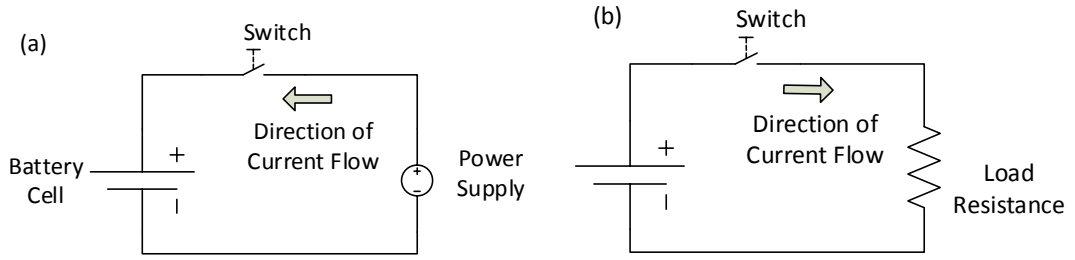 (a)
Switch
Direction of
Current Flow
Battery
Cell
+
−
+
−
Power
Supply
(b)
Switch
Direction of
Current Flow
+
−
Load
Resistance